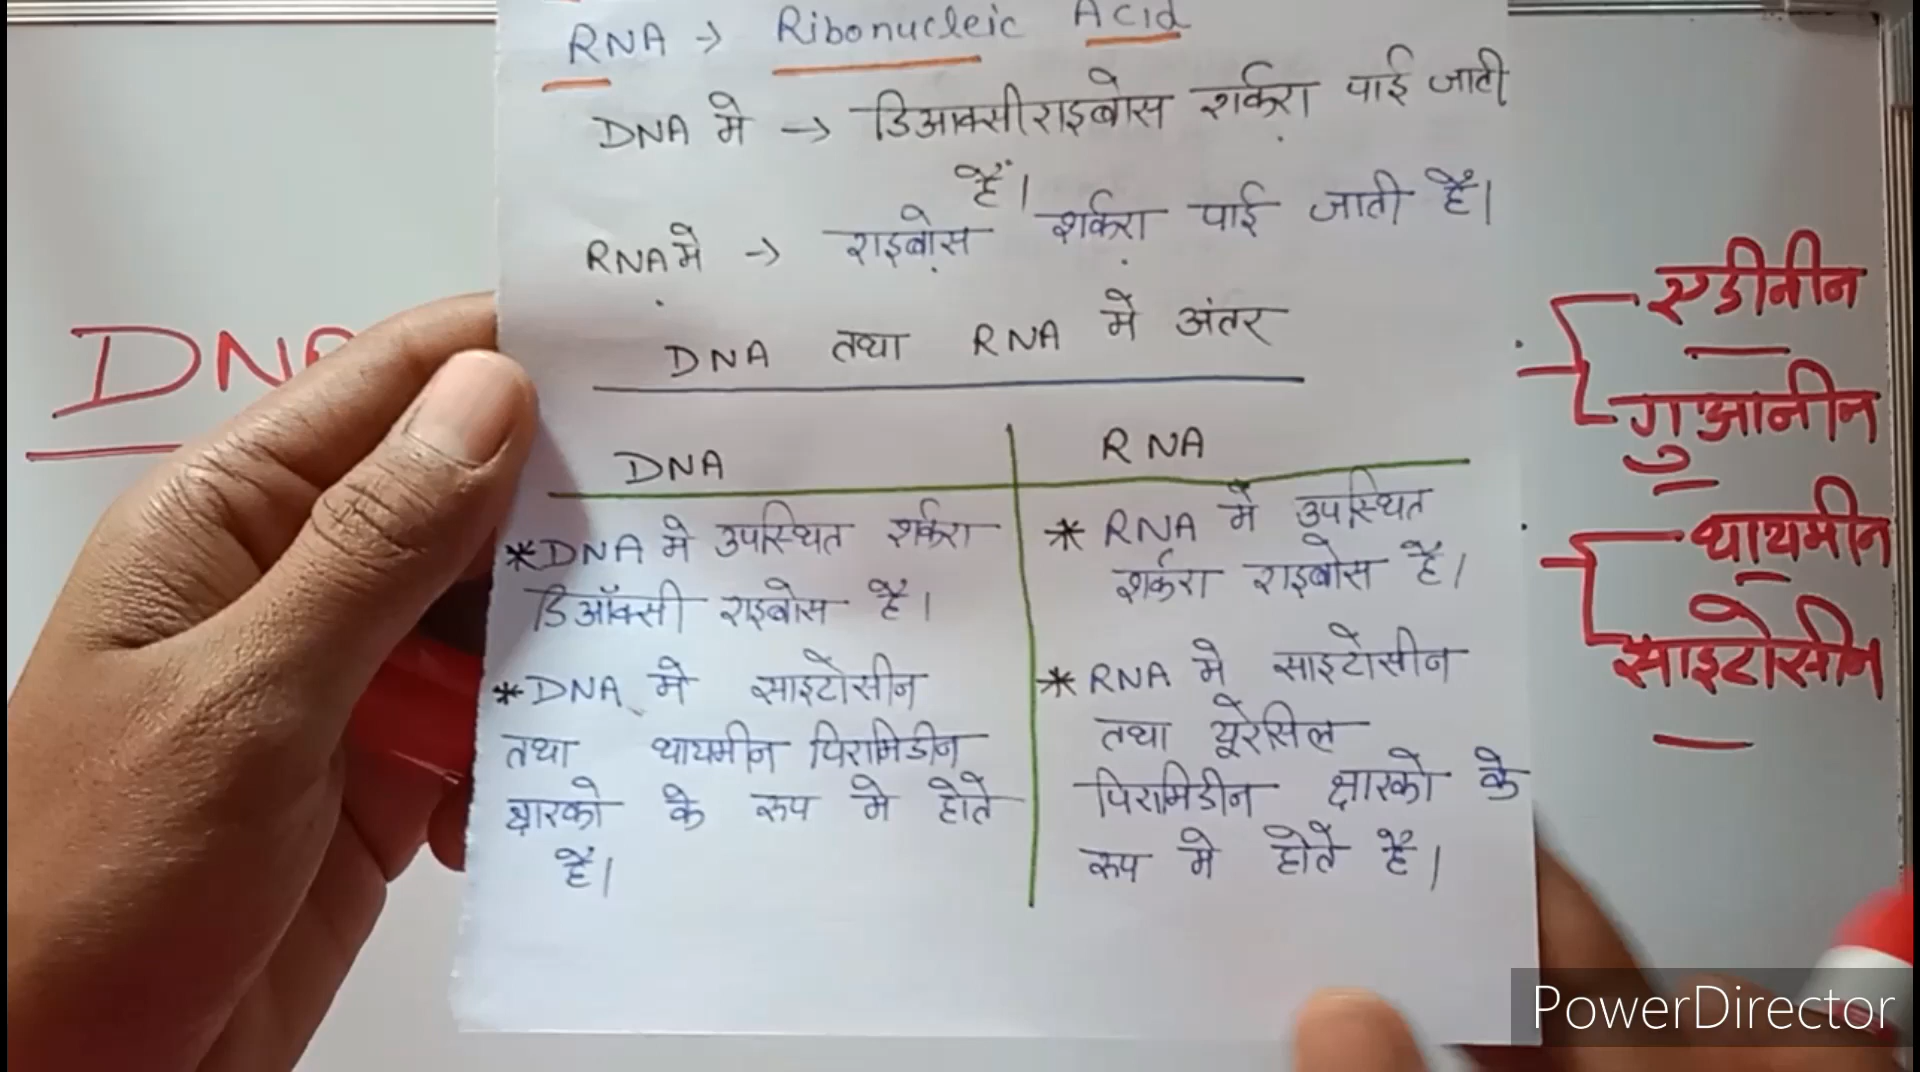 RNA → Ribonucleic Acid
DNA मे → डिआक्सीराइबोस शर्करा पाई जाती
हैं।
RNA मे → राइबोस शर्करा पाई जाती हैं।
DNA तथा RNA मे अंतर
DNA
*DNA मे उपस्थित शर्करा
डिऑक्सी राइबोस हैं।
*DNA मे साइटोसीन
तथा थायमीन पिरामिडीन
क्षारको के रूप मे होते
हैं।
RNA
* RNA मे उपस्थित
शर्करा राइबोस हैं।
* RNA मे साइटोसीन
तथा यूरेसिल
पिरामिडीन क्षारको के
रूप मे होते हैं।
DNA
एडीनीन
गुआनीन
थायमीन
साइटोसीन
PowerDirector